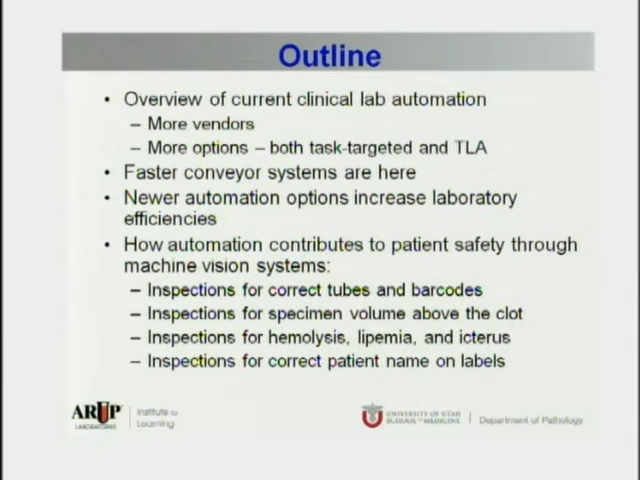 Outline
• Overview of current clinical lab automation
– More vendors
– More options – both task-targeted and TLA
• Faster conveyor systems are here
• Newer automation options increase laboratory
efficiencies
• How automation contributes to patient safety through
machine vision systems:
– Inspections for correct tubes and barcodes
– Inspections for specimen volume above the clot
– Inspections for hemolysis, lipemia, and icterus
– Inspections for correct patient name on labels
ARUP
LABORATORIES
Institute for
Learning
UNIVERSITY OF UTAH
SCHOOL OF MEDICINE
Department of Pathology